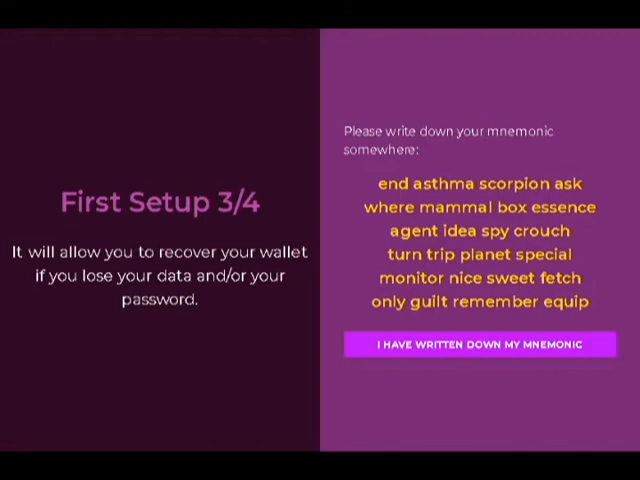 First Setup 3/4
It will allow you to recover your wallet
if you lose your data and/or your
password.
Please write down your mnemonic
somewhere:
end asthma scorpion ask
where mammal box essence
agent idea spy crouch
turn trip planet special
monitor nice sweet fetch
only guilt remember equip
I HAVE WRITTEN DOWN MY MNEMONIC